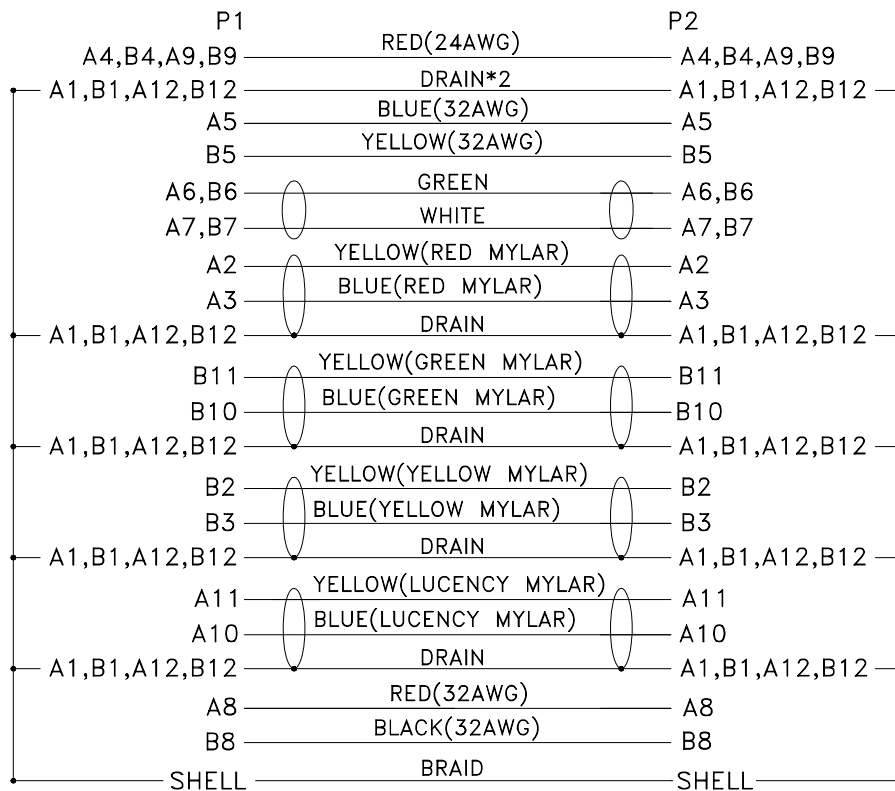 P1 P2
A4,B4,A9,B9 RED(24AWG) A4,B4,A9,B9
A1,B1,A12,B12 DRAIN*2 A1,B1,A12,B12
A5 BLUE(32AWG) A5
B5 YELLOW(32AWG) B5
A6,B6 GREEN A6,B6
A7,B7 WHITE A7,B7
A2 YELLOW(RED MYLAR) A2
A3 BLUE(RED MYLAR) A3
A1,B1,A12,B12 DRAIN A1,B1,A12,B12
B11 YELLOW(GREEN MYLAR) B11
B10 BLUE(GREEN MYLAR) B10
A1,B1,A12,B12 DRAIN A1,B1,A12,B12
B2 YELLOW(YELLOW MYLAR) B2
B3 BLUE(YELLOW MYLAR) B3
A1,B1,A12,B12 DRAIN A1,B1,A12,B12
A11 YELLOW(LUCENCY MYLAR) A11
A10 BLUE(LUCENCY MYLAR) A10
A1,B1,A12,B12 DRAIN A1,B1,A12,B12
A8 RED(32AWG) A8
B8 BLACK(32AWG) B8
SHELL BRAID SHELL